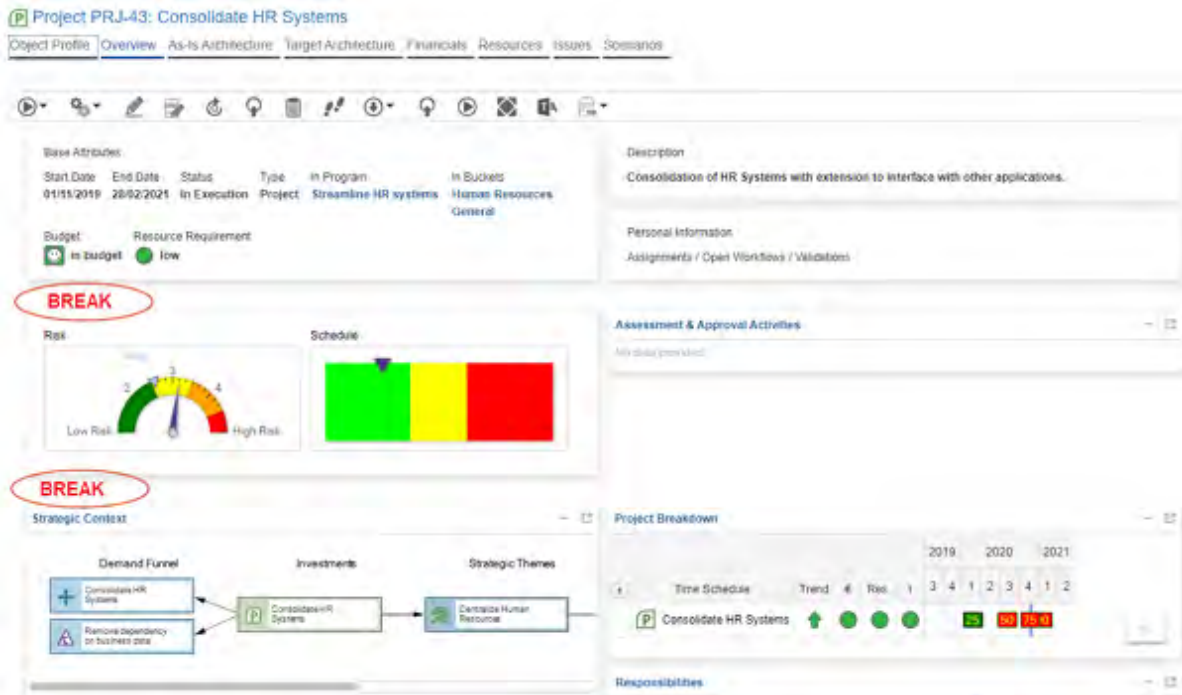 Project PRJ-43: Consolidate HR Systems
Object Profile Overview As-Is Architecture Target Architecture Financials Resources Issues Scenarios
Base Attributes
Start Date End Date Status Type In Program In Buckets
01/11/2019 28/02/2021 In Execution Project Streamline HR systems Human Resources
General
Budget Resource Requirement
in budget low
Description
Consolidation of HR Systems with extension to interface with other applications.
Personal Information
Assignments / Open Workflows / Validations
BREAK
Risk Schedule
2 3 4
Low Risk High Risk
Assessment & Approval Activities
No data provided
BREAK
Strategic Context
Demand Funnel Investments Strategic Themes
Consolidate HR
Systems
Remove dependency
on business data
Consolidate HR
Systems
Centralize Human
Resources
Project Breakdown
2019 2020 2021
Time Schedule Trend € Res 3 4 1 2 3 4 1 2
Consolidate HR Systems 25 50 75
Responsibilities